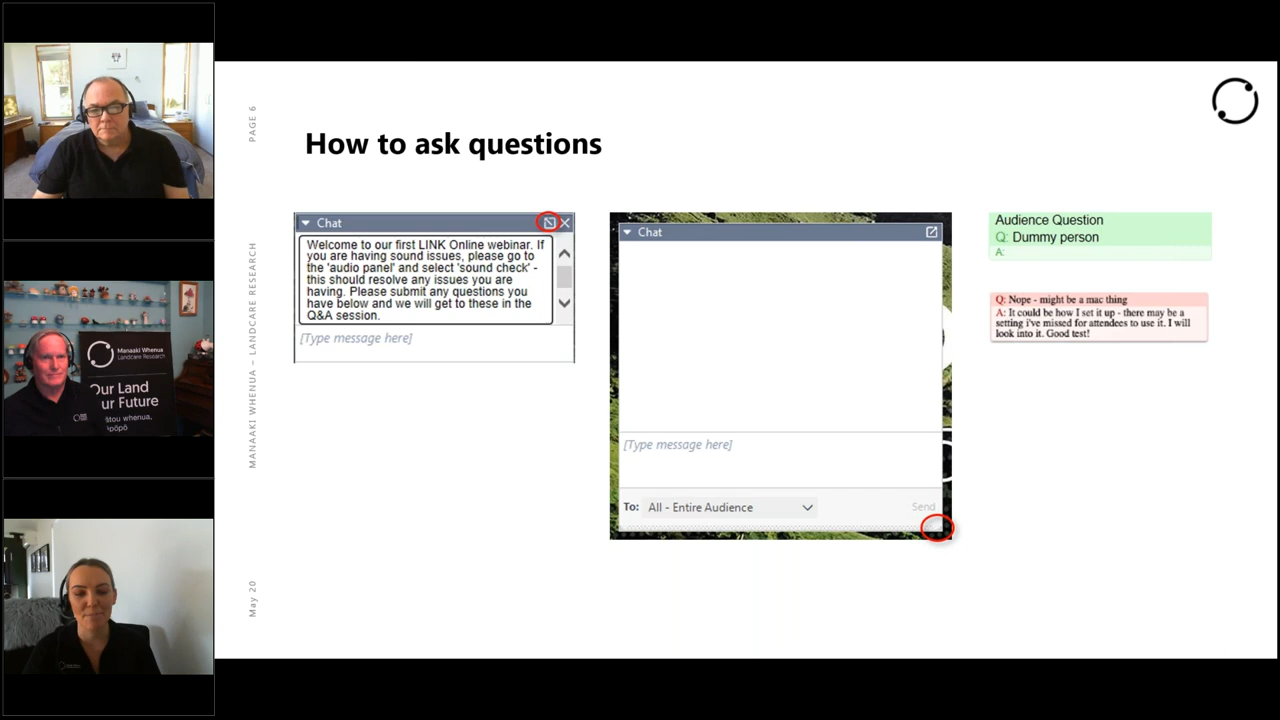 PAGE 6
MANAAKI WHENUA – LANDCARE RESEARCH
May 20
How to ask questions
Chat
Welcome to our first LINK Online webinar. If
you are having sound issues, please go to
the 'audio panel' and select 'sound check' -
this should resolve any issues you are
having. Please submit any questions you
have below and we will get to these in the
Q&A session.
[Type message here]
Chat
[Type message here]
To: All - Entire Audience
Send
Audience Question
Q: Dummy person
A:
Q: Nope - might be a mac thing
A: It could be how I set it up - there may be a
setting i've missed for attendees to use it. I will
look into it. Good test!
Manaaki Whenua
Landcare Research
Our Land
ur Future
tou whenua,
pōpō